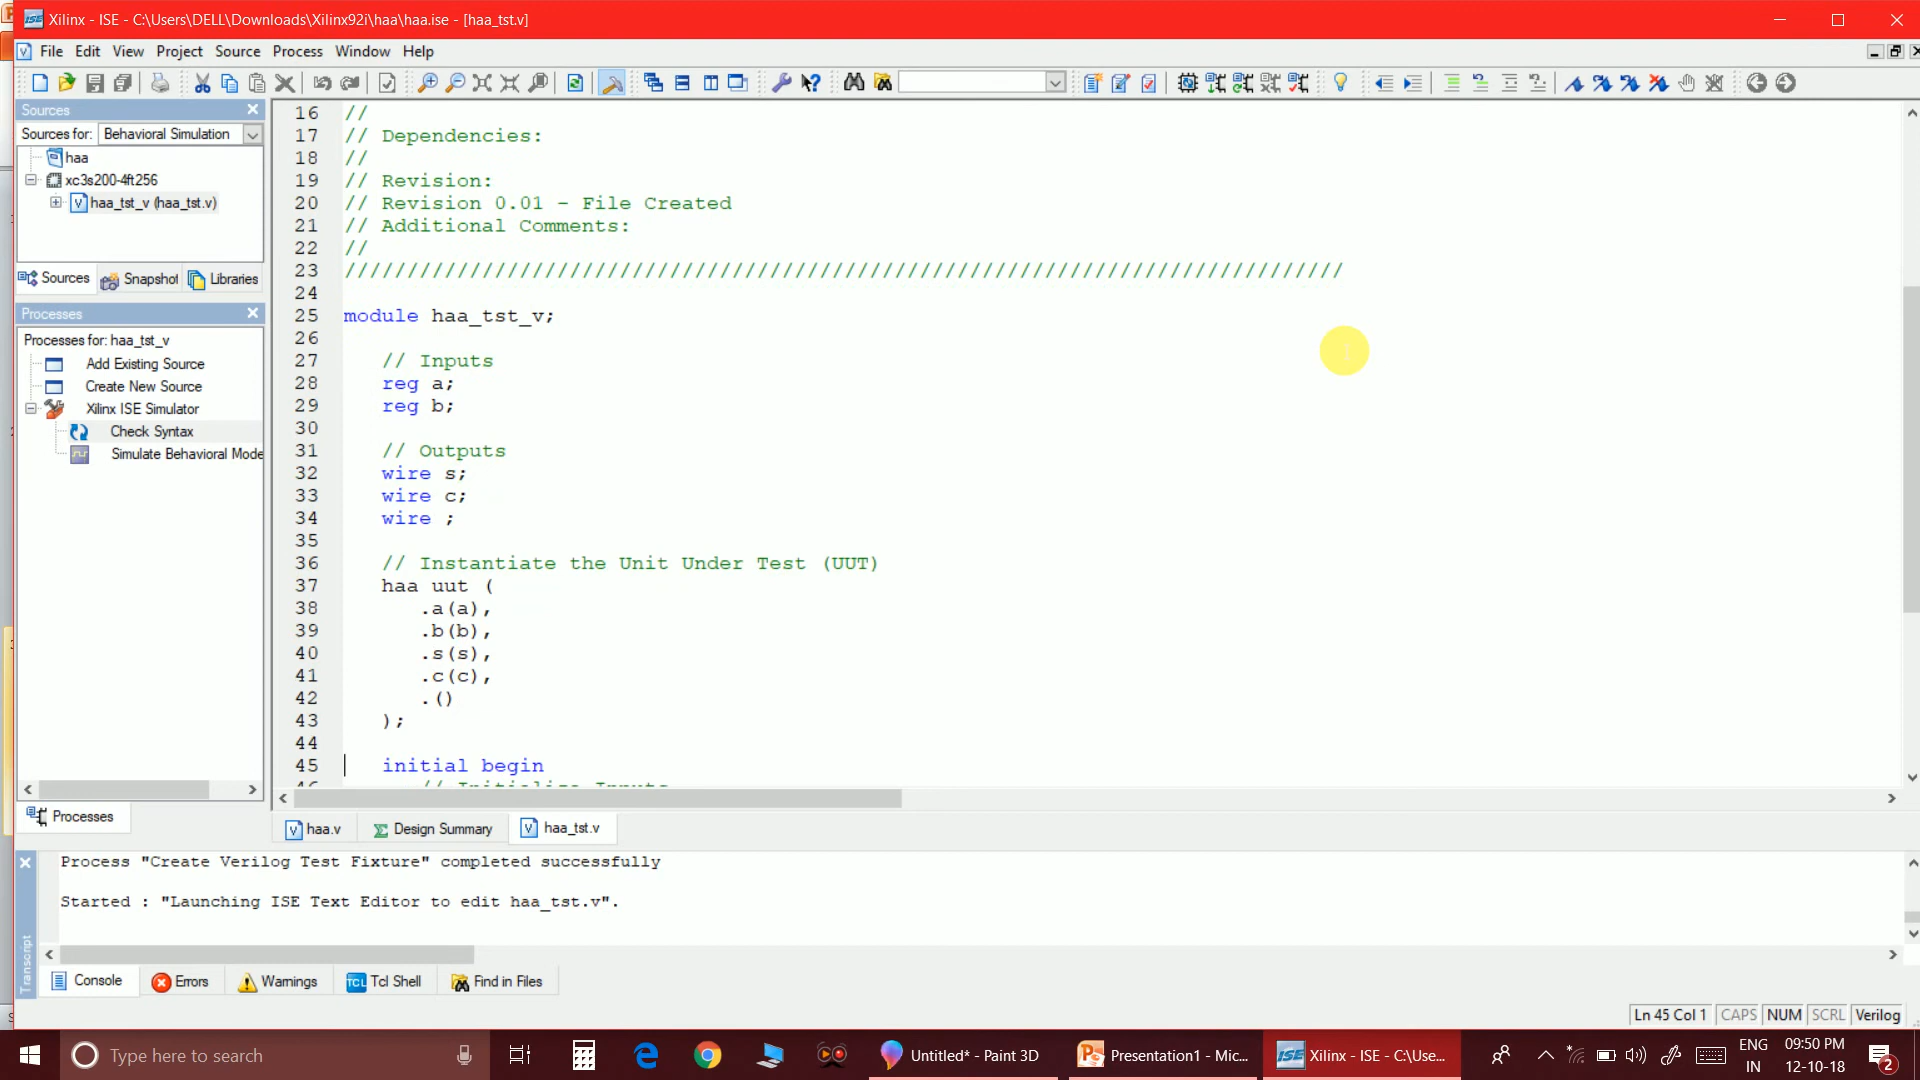 Xilinx - ISE - C:\Users\DELL\Downloads\Xilinx92i\haa\haa.ise - [haa_tst.v]
File Edit View Project Source Process Window Help
Sources
Sources for: Behavioral Simulation
haa
xc3s200-4ft256
haa_tst_v (haa_tst.v)
Sources Snapshot Libraries
Processes
Processes for: haa_tst_v
Add Existing Source
Create New Source
Xilinx ISE Simulator
Check Syntax
Simulate Behavioral Mode
Processes
16 //
17 // Dependencies:
18 //
19 // Revision:
20 // Revision 0.01 - File Created
21 // Additional Comments:
22 //
23 ////////////////////////////////////////////////////////////////////////////////
24
25 module haa_tst_v;
26
27 // Inputs
28 reg a;
29 reg b;
30
31 // Outputs
32 wire s;
33 wire c;
34 wire ;
35
36 // Instantiate the Unit Under Test (UUT)
37 haa uut (
38 .a(a),
39 .b(b),
40 .s(s),
41 .c(c),
42 .()
43 );
44
45 initial begin
46 // Initialize Inputs
haa.v Design Summary haa_tst.v
Process "Create Verilog Test Fixture" completed successfully
Started : "Launching ISE Text Editor to edit haa_tst.v".
Transcript
Console Errors Warnings Tcl Shell Find in Files
Ln 45 Col 1 CAPS NUM SCRL Verilog
Type here to search
Untitled* - Paint 3D
Presentation1 - Mic...
Xilinx - ISE - C:\Use...
ENG
IN
09:50 PM
12-10-18
2